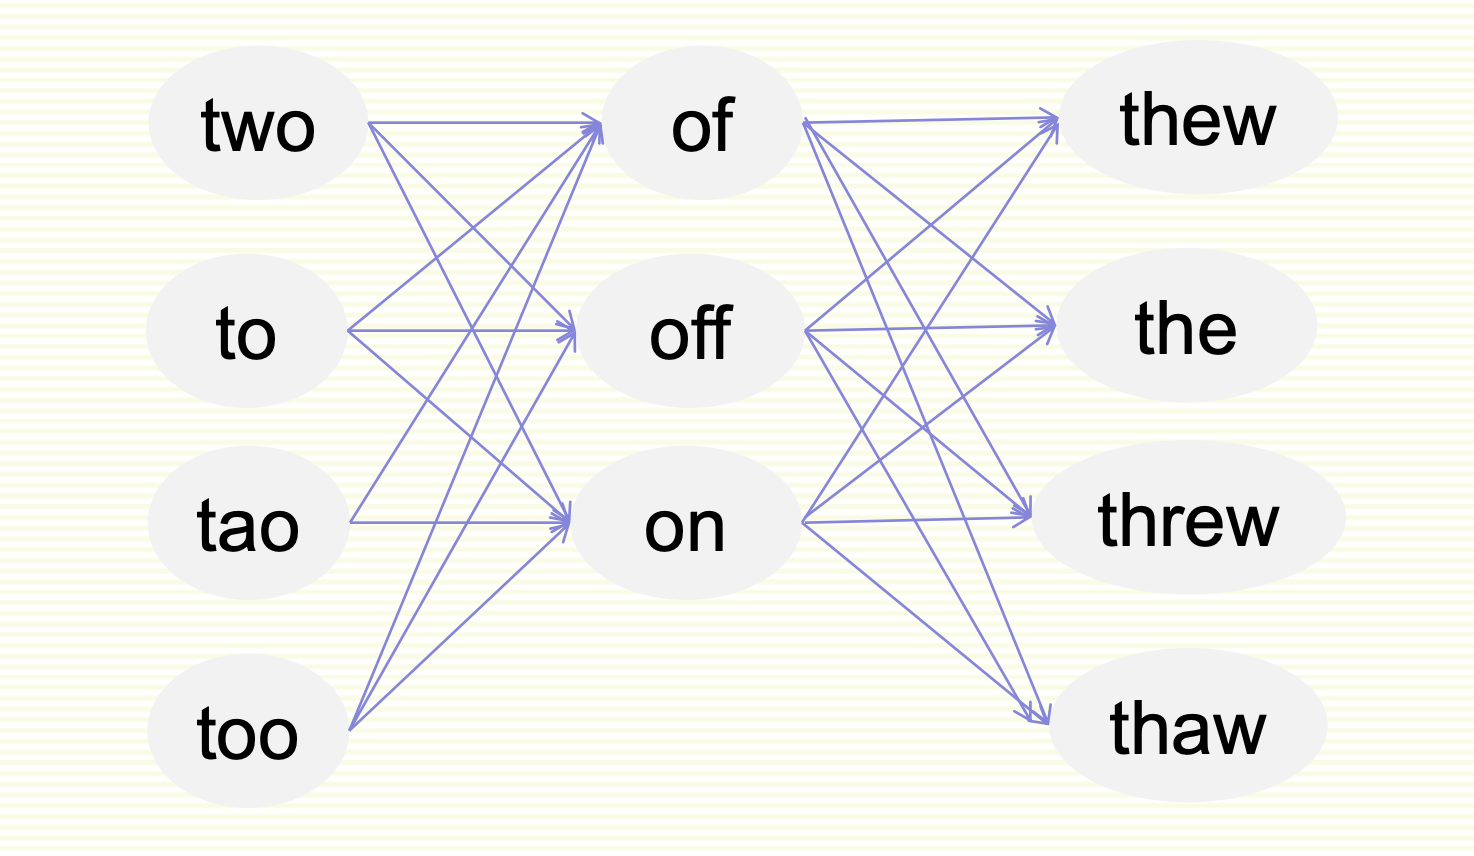 two of thew
to off the
tao on threw
too thaw